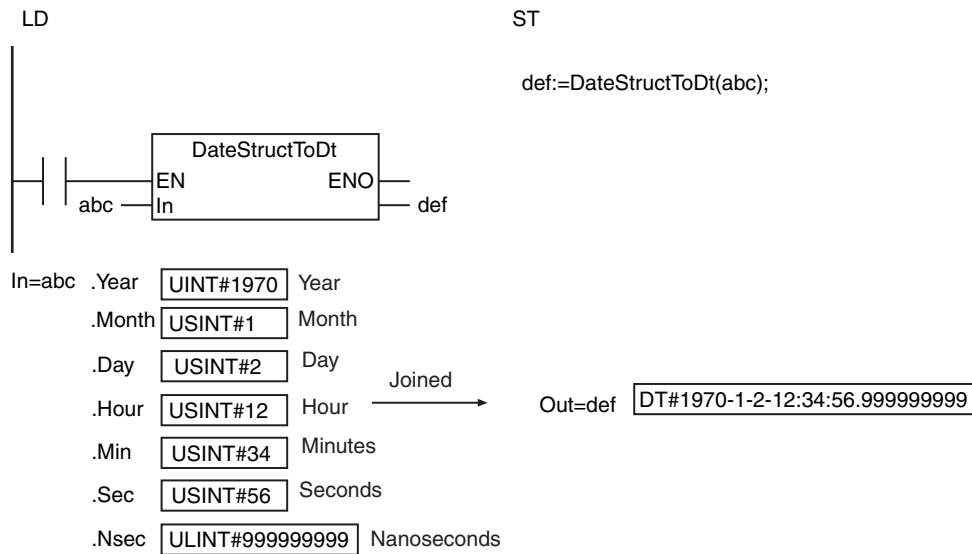 LD
ST
def:=DateStructToDt(abc);
DateStructToDt
EN ENO
abc In def
In=abc .Year UINT#1970 Year
.Month USINT#1 Month
.Day USINT#2 Day
Joined
.Hour USINT#12 Hour
Out=def DT#1970-1-2-12:34:56.999999999
.Min USINT#34 Minutes
.Sec USINT#56 Seconds
.Nsec ULINT#999999999 Nanoseconds